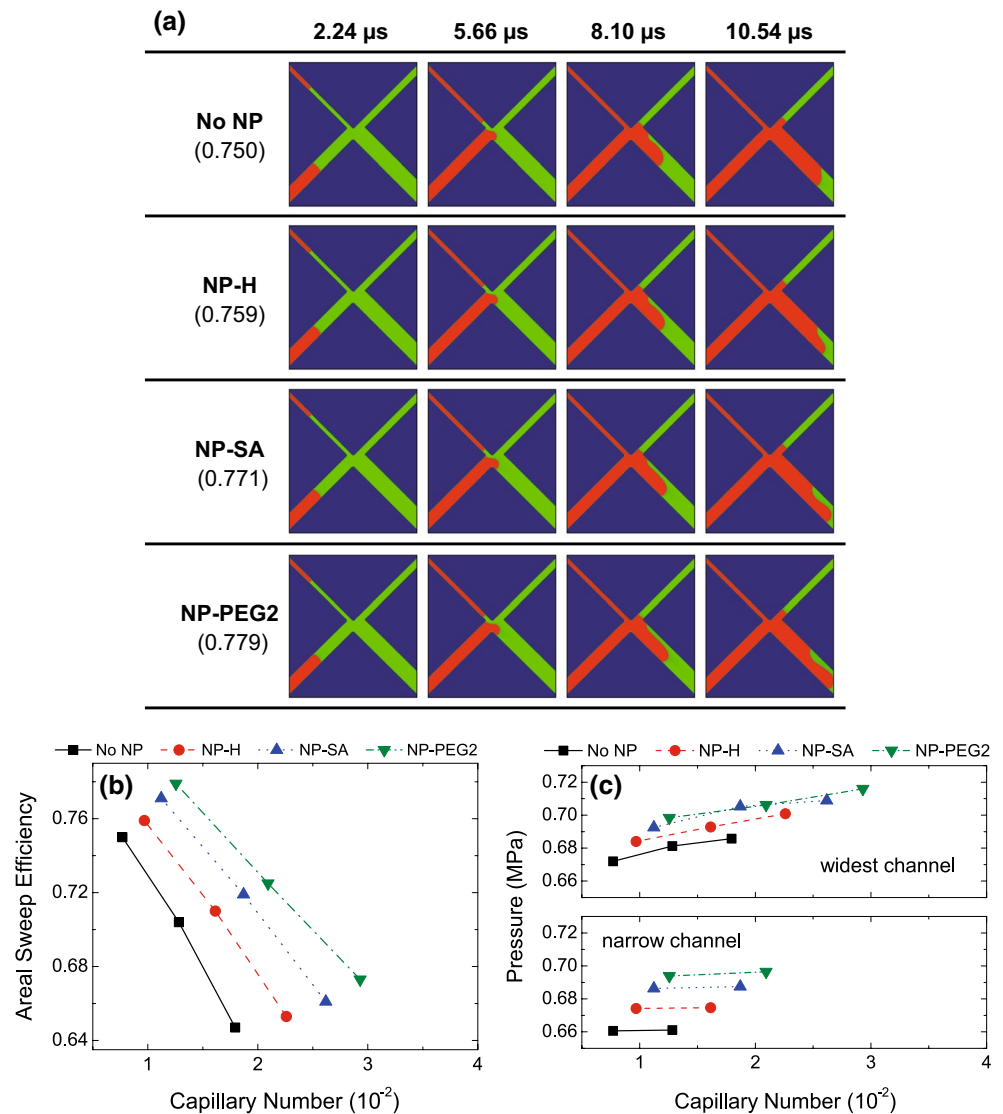 (a)
2.24 µs 5.66 µs 8.10 µs 10.54 µs
No NP
(0.750)
NP-H
(0.759)
NP-SA
(0.771)
NP-PEG2
(0.779)
No NP NP-H NP-SA NP-PEG2
(b)
0.76
0.72
0.68
0.64
Areal Sweep Efficiency
1 2 3 4
Capillary Number (10⁻²)
No NP NP-H NP-SA NP-PEG2
(c)
0.72
0.70
0.68
0.66
widest channel
Pressure (MPa)
narrow channel
0.72
0.70
0.68
0.66
1 2 3 4
Capillary Number (10⁻²)